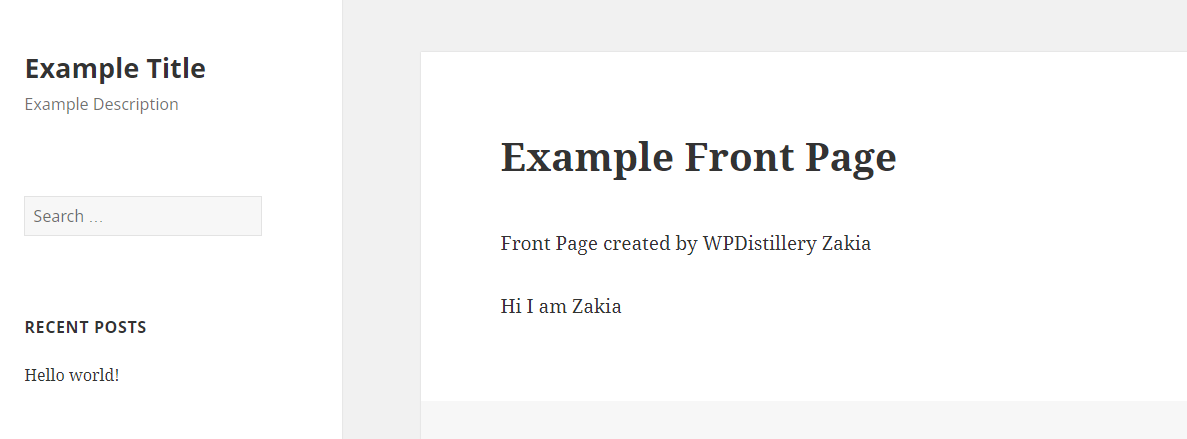 Example Title
Example Description
Search …
RECENT POSTS
Hello world!
Example Front Page
Front Page created by WPDistillery Zakia
Hi I am Zakia